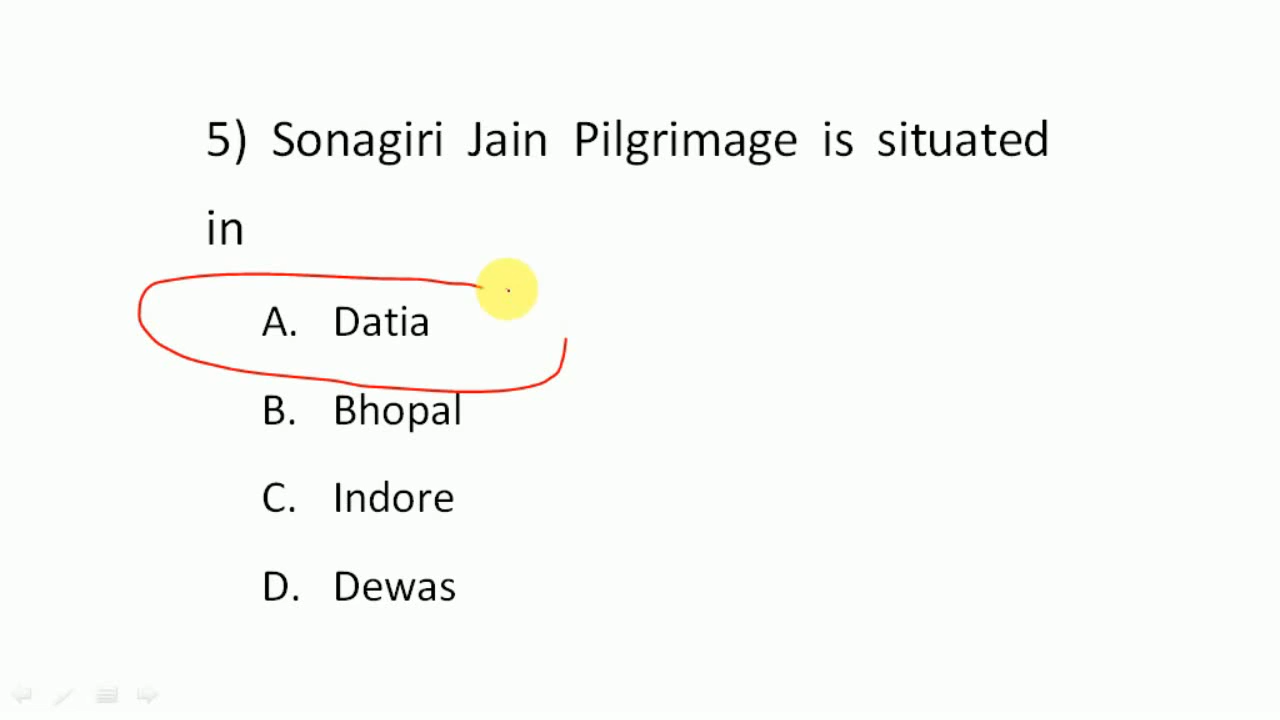 5) Sonagiri Jain Pilgrimage is situated
in
A. Datia
B. Bhopal
C. Indore
D. Dewas